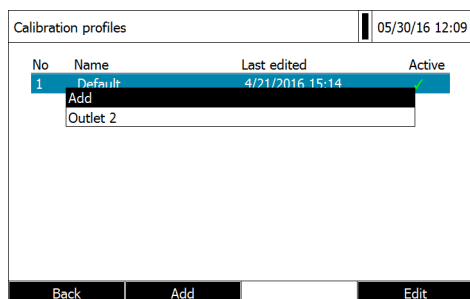 Calibration profiles 05/30/16 12:09
No Name Last edited Active
1 Default 4/21/2016 15:14
Add
Outlet 2
Back Add Edit